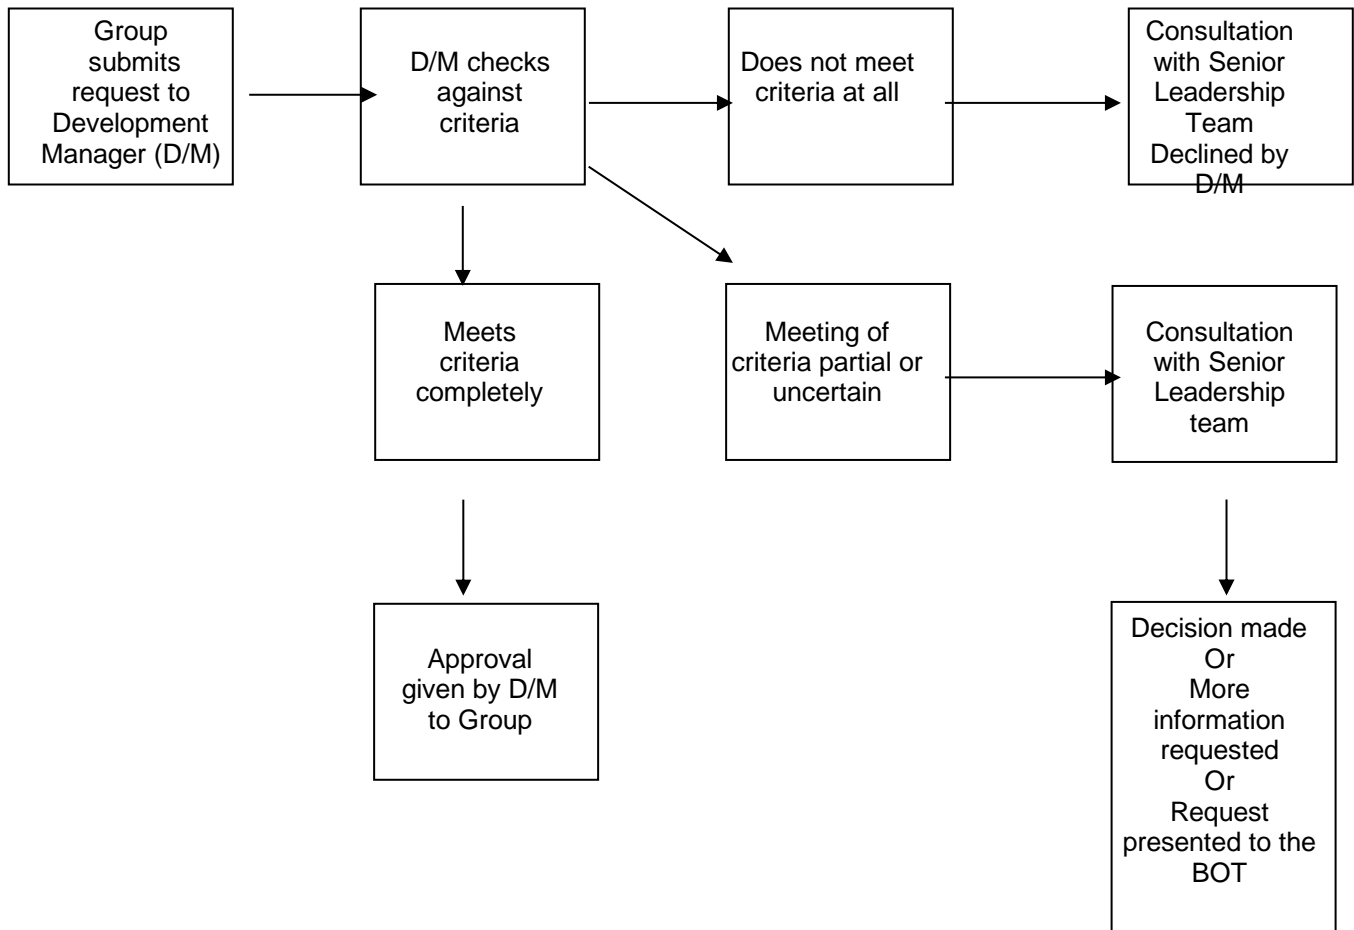 Group
submits
request to
Development
Manager (D/M)
D/M checks
against
criteria
Does not meet
criteria at all
Consultation
with Senior
Leadership
Team
Declined by
D/M
Meets
criteria
completely
Meeting of
criteria partial or
uncertain
Consultation
with Senior
Leadership
team
Approval
given by D/M
to Group
Decision made
Or
More
information
requested
Or
Request
presented to the
BOT